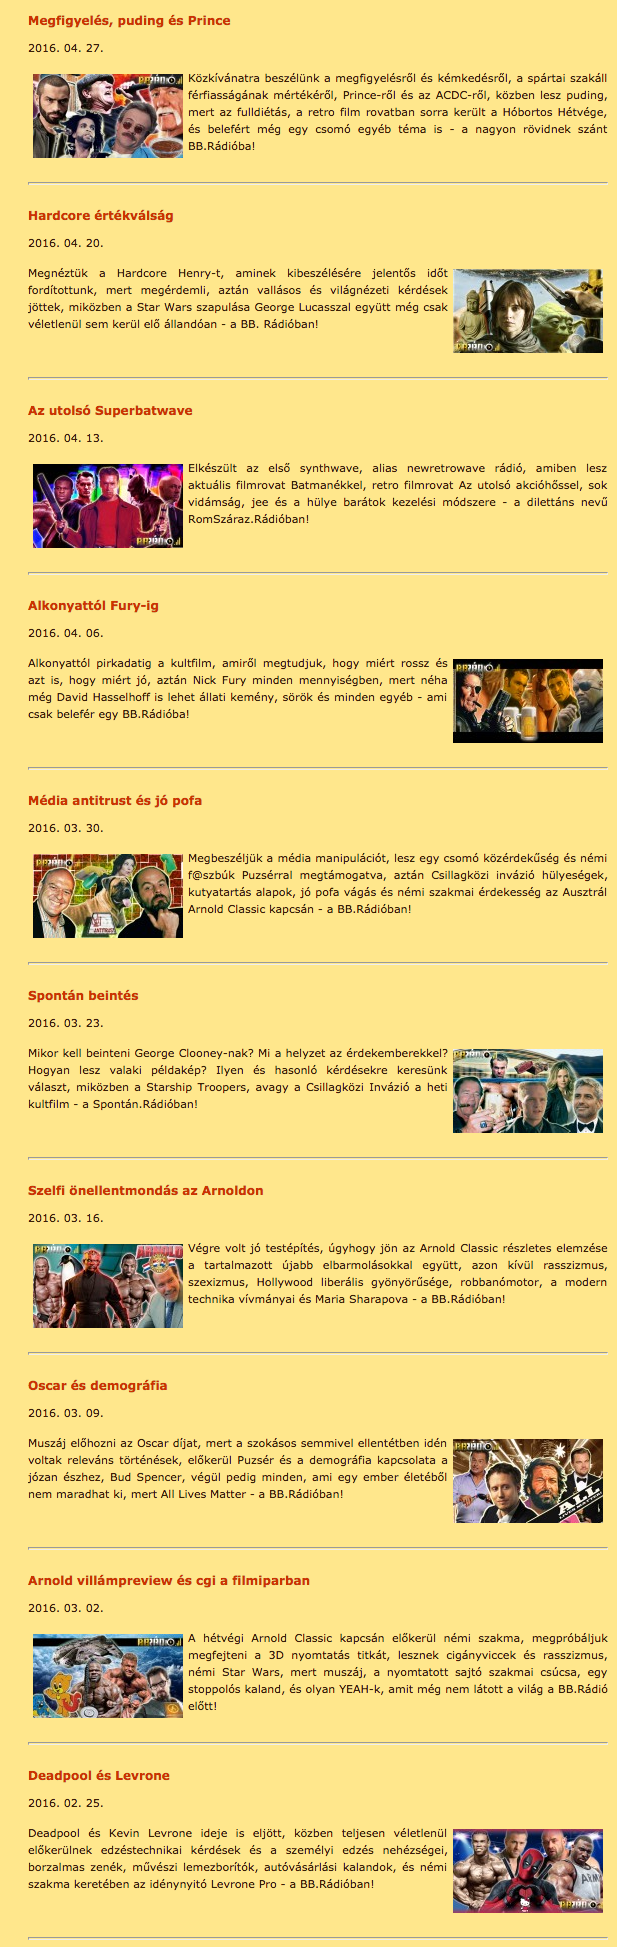 Megfigyelés, puding és Prince
2016. 04. 27.
Közkívánatra beszélünk a megfigyelésről és kémkedésről, a spártai szakáll
férfiasságának mértékéről, Prince-ről és az ACDC-ről, közben lesz puding,
mert az fulldiétás, a retro film rovatban sorra került a Hóbortos Hétvége,
és belefért még egy csomó egyéb téma is - a nagyon rövidnek szánt
BB.Rádióba!
Hardcore értékválság
2016. 04. 20.
Megnéztük a Hardcore Henry-t, aminek kibeszélésére jelentős időt
fordítottunk, mert megérdemli, aztán vallásos és világnézeti kérdések
jöttek, miközben a Star Wars szapulása George Lucasszal együtt még csak
véletlenül sem kerül elő állandóan - a BB. Rádióban!
Az utolsó Superbatwave
2016. 04. 13.
Elkészült az első synthwave, alias newretrowave rádió, amiben lesz
aktuális filmrovat Batmanékkel, retro filmrovat Az utolsó akcióhőssel, sok
vidámság, jee és a hülye barátok kezelési módszere - a dilettáns nevű
RomSzáraz.Rádióban!
Alkonyattól Fury-ig
2016. 04. 06.
Alkonyattól pirkadatig a kultfilm, amiről megtudjuk, hogy miért rossz és
azt is, hogy miért jó, aztán Nick Fury minden mennyiségben, mert néha
még David Hasselhoff is lehet állati kemény, sörök és minden egyéb - ami
csak belefér egy BB.Rádióba!
Média antitrust és jó pofa
2016. 03. 30.
Megbeszéljük a média manipulációt, lesz egy csomó közérdekűség és némi
f@szbúk Puzsérral megtámogatva, aztán Csillagközi invázió hülyeségek,
kutyatartás alapok, jó pofa vágás és némi szakmai érdekesség az Ausztrál
Arnold Classic kapcsán - a BB.Rádióban!
ANTITRUST
Spontán beintés
2016. 03. 23.
Mikor kell beinteni George Clooney-nak? Mi a helyzet az érdekemberekkel?
Hogyan lesz valaki példakép? Ilyen és hasonló kérdésekre keresünk
választ, miközben a Starship Troopers, avagy a Csillagközi Invázió a heti
kultfilm - a Spontán.Rádióban!
Szelfi önellentmondás az Arnoldon
2016. 03. 16.
Végre volt jó testépítés, úgyhogy jön az Arnold Classic részletes elemzése
a tartalmazott újabb elbarmolásokkal együtt, azon kívül rasszizmus,
szexizmus, Hollywood liberális gyönyörűsége, robbanómotor, a modern
technika vívmányai és Maria Sharapova - a BB.Rádióban!
ARNOLD
Oscar és demográfia
2016. 03. 09.
Muszáj előhozni az Oscar díjat, mert a szokásos semmivel ellentétben idén
voltak releváns történések, előkerül Puzsér és a demográfia kapcsolata a
józan észhez, Bud Spencer, végül pedig minden, ami egy ember életéből
nem maradhat ki, mert All Lives Matter - a BB.Rádióban!
ALL
Arnold villámpreview és cgi a filmiparban
2016. 03. 02.
A hétvégi Arnold Classic kapcsán előkerül némi szakma, megpróbáljuk
megfejteni a 3D nyomtatás titkát, lesznek cigányviccek és rasszizmus,
némi Star Wars, mert muszáj, a nyomtatott sajtó szakmai csúcsa, egy
stoppolós kaland, és olyan YEAH-k, amit még nem látott a világ a BB.Rádió
előtt!
Deadpool és Levrone
2016. 02. 25.
Deadpool és Kevin Levrone ideje is eljött, közben teljesen véletlenül
előkerülnek edzéstechnikai kérdések és a személyi edzés nehézségei,
borzalmas zenék, művészi lemezborítók, autóvásárlási kalandok, és némi
szakma keretében az idénynyitó Levrone Pro - a BB.Rádióban!